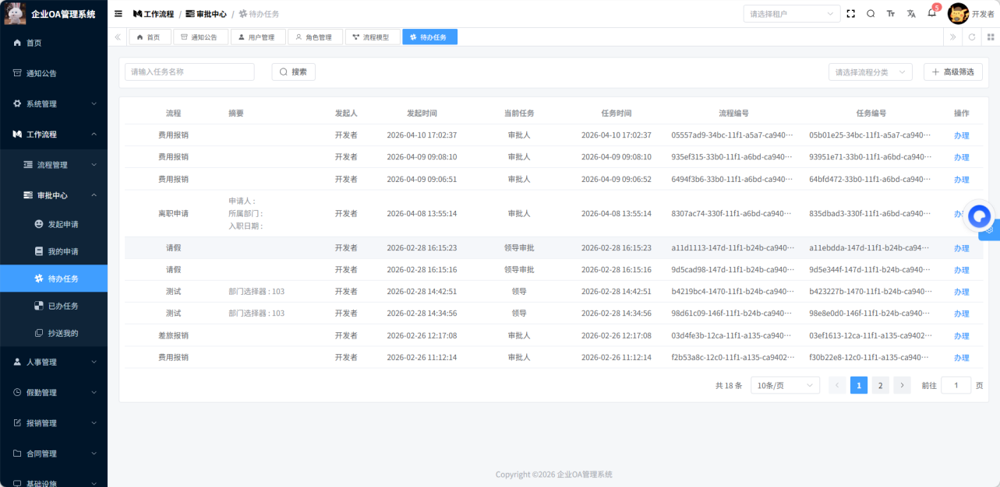 企业OA管理系统
工作流程 / 审批中心 / 待办任务
请选择租户
5
开发者
首页
通知公告
用户管理
角色管理
流程模型
待办任务
首页
通知公告
系统管理
工作流程
流程管理
审批中心
发起申请
我的申请
待办任务
已办任务
抄送我的
人事管理
假勤管理
报销管理
合同管理
基础设施
请输入任务名称
搜索
请选择流程分类
高级筛选
流程 摘要 发起人 发起时间 当前任务 任务时间 流程编号 任务编号 操作
费用报销 开发者 2026-04-10 17:02:37 审批人 2026-04-10 17:02:37 05557ad9-34bc-11f1-a5a7-ca940··· 05b01e25-34bc-11f1-a5a7-ca940··· 办理
费用报销 开发者 2026-04-09 09:08:10 审批人 2026-04-09 09:08:10 935ef315-33b0-11f1-a6bd-ca940··· 93951e71-33b0-11f1-a6bd-ca940··· 办理
费用报销 开发者 2026-04-09 09:06:51 审批人 2026-04-09 09:06:52 6494f3b6-33b0-11f1-a6bd-ca940··· 64bfd472-33b0-11f1-a6bd-ca940··· 办理
申请人 :
离职申请 所属部门 : 开发者 2026-04-08 13:55:14 审批人 2026-04-08 13:55:14 8307ac74-330f-11f1-a6bd-ca940··· 835dbad3-330f-11f1-a6bd-ca940··· 办
入职日期 :
请假 开发者 2026-02-28 16:15:23 领导审批 2026-02-28 16:15:23 a11d1113-147d-11f1-b24b-ca940··· a11ebdda-147d-11f1-b24b-ca94··· 办理
请假 开发者 2026-02-28 16:15:16 领导审批 2026-02-28 16:15:16 9d5cad98-147d-11f1-b24b-ca940··· 9d5e344f-147d-11f1-b24b-ca940··· 办理
测试 部门选择器 : 103 开发者 2026-02-28 14:42:51 领导 2026-02-28 14:42:51 b4219bc4-1470-11f1-b24b-ca940··· b423227b-1470-11f1-b24b-ca940··· 办理
测试 部门选择器 : 103 开发者 2026-02-28 14:34:56 领导 2026-02-28 14:34:56 98d61c09-146f-11f1-b24b-ca940··· 98e8e0d0-146f-11f1-b24b-ca940··· 办理
差旅报销 开发者 2026-02-26 12:17:08 审批人 2026-02-26 12:17:08 03d4fe3b-12ca-11f1-a135-ca940··· 03ef1613-12ca-11f1-a135-ca9402··· 办理
费用报销 开发者 2026-02-26 11:12:14 审批人 2026-02-26 11:12:14 f2b53a8c-12c0-11f1-a135-ca9402··· f30b22e8-12c0-11f1-a135-ca940··· 办理
共 18 条 10条/页 1 2 前往 1 页
Copyright ©2026 企业OA管理系统